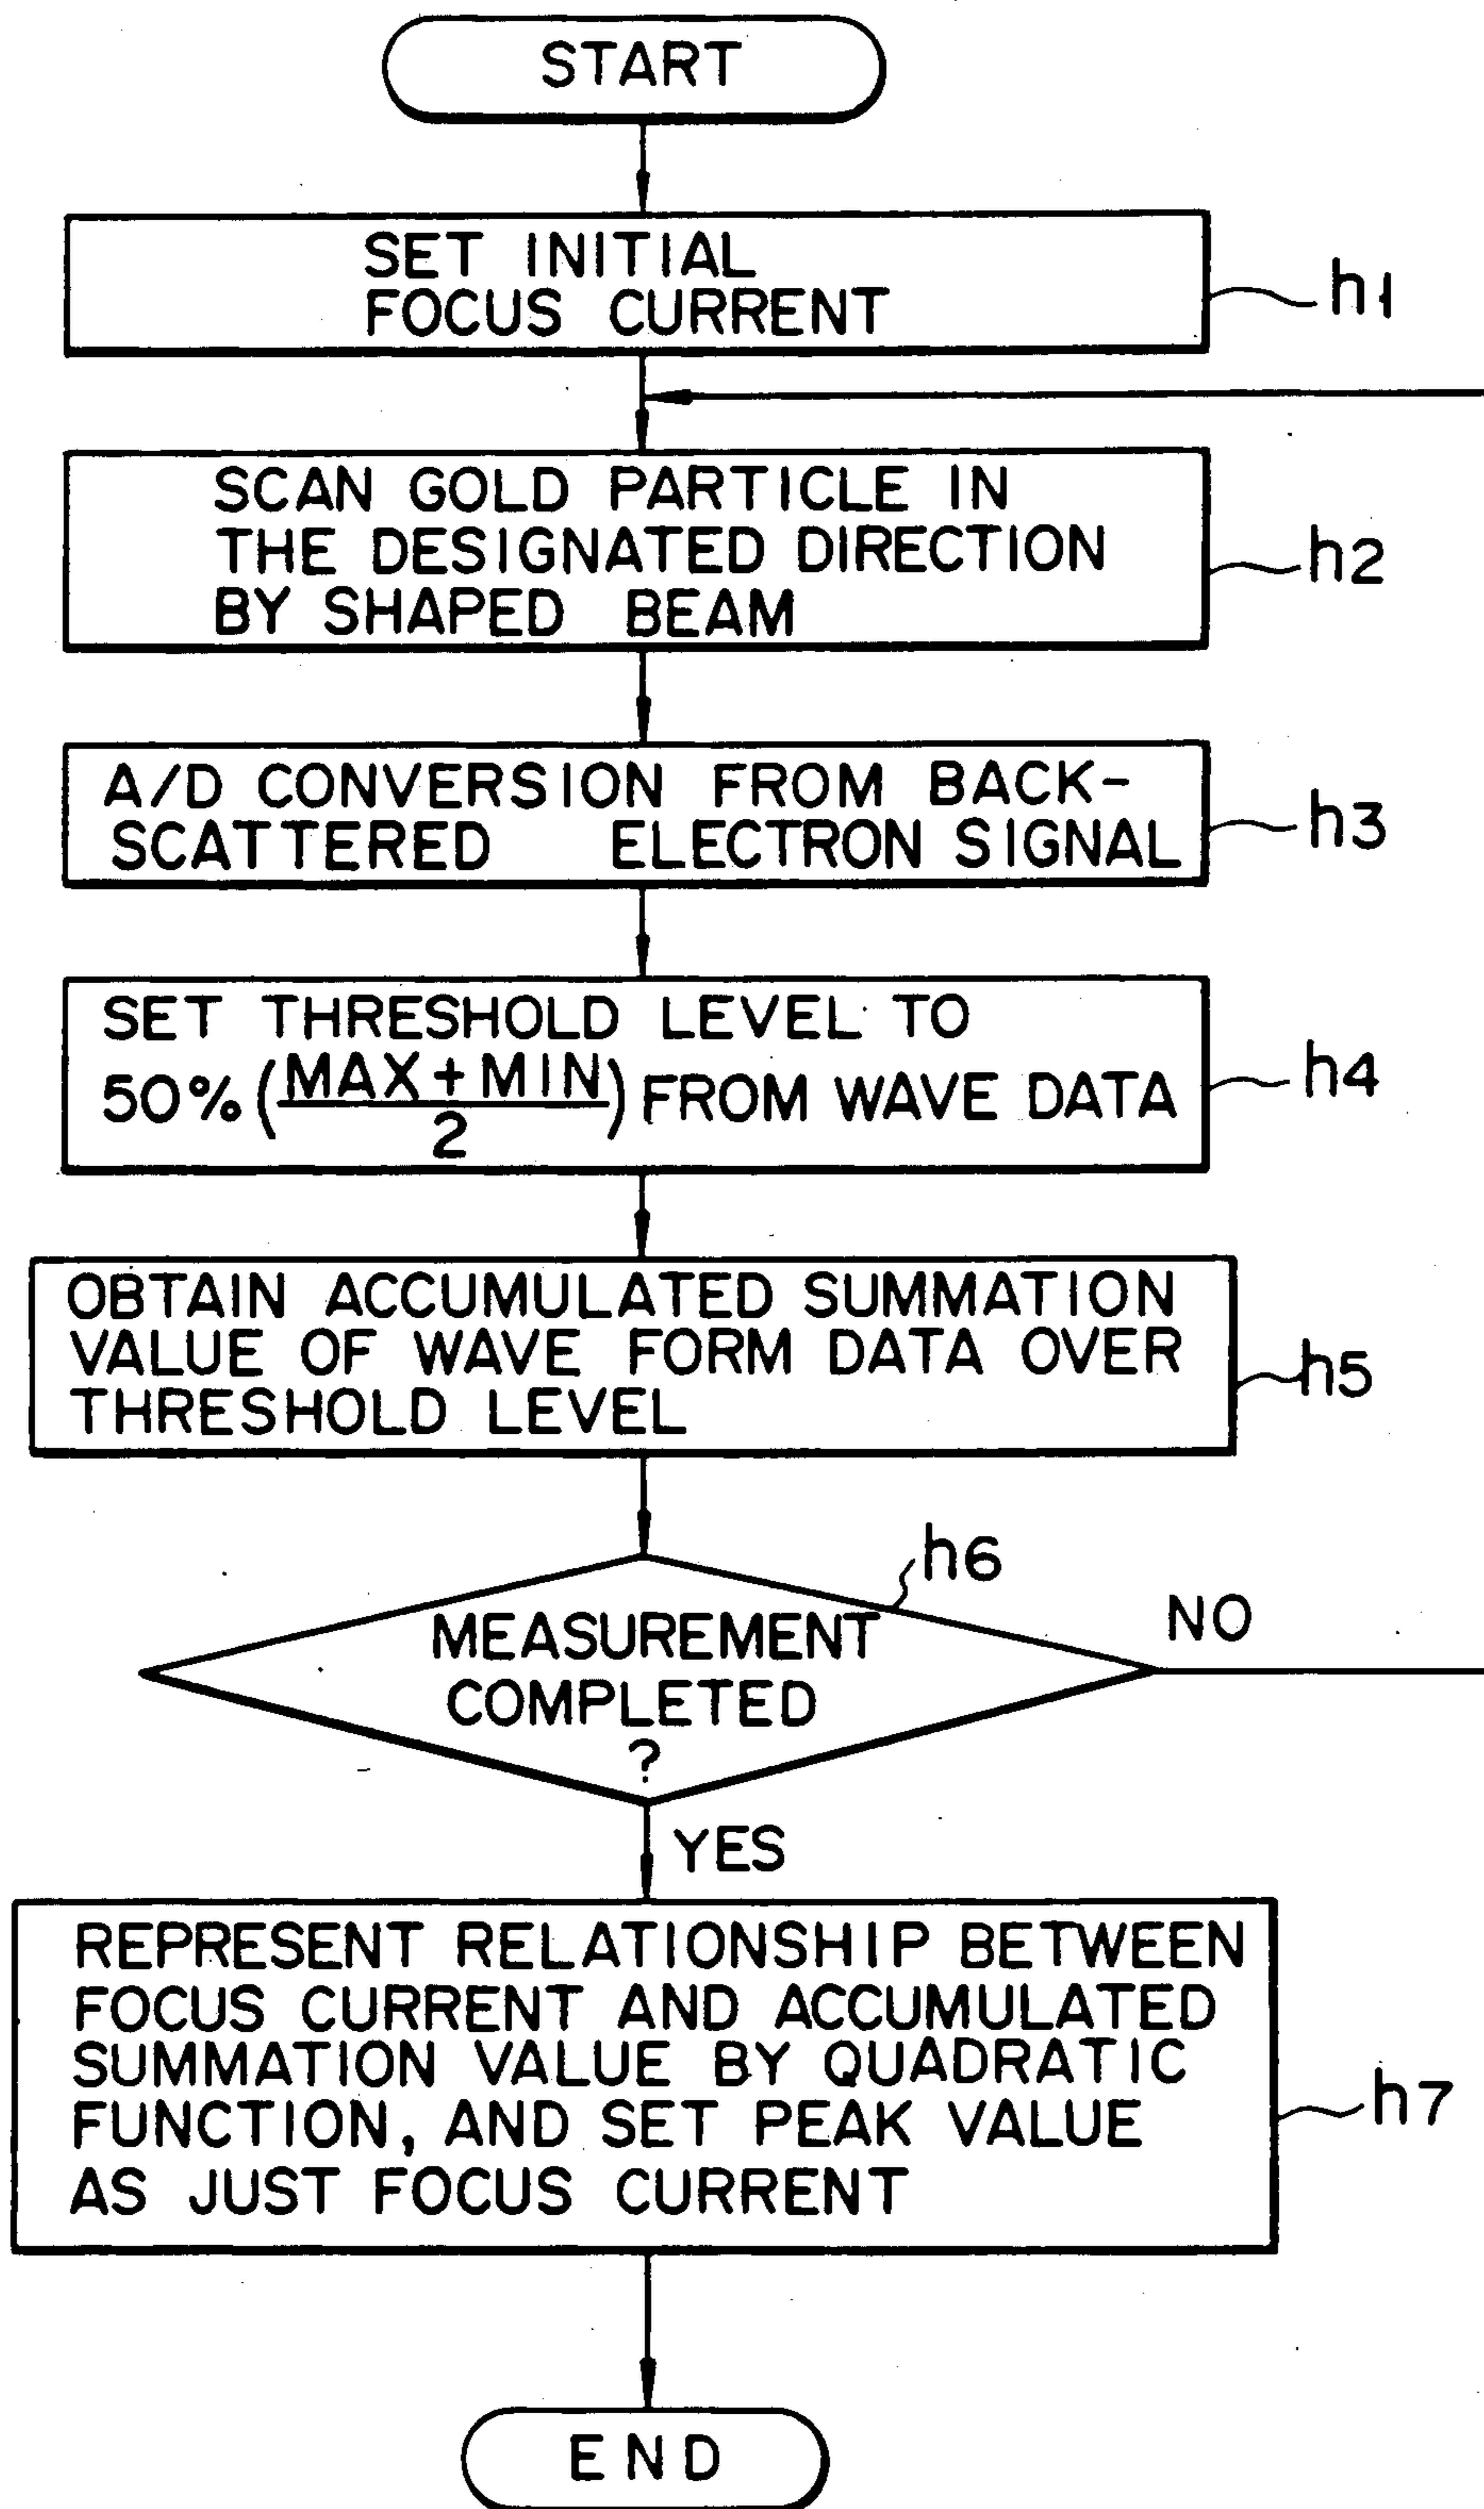 START
SET INITIAL
FOCUS CURRENT
h1
SCAN GOLD PARTICLE IN
THE DESIGNATED DIRECTION
BY SHAPED BEAM
h2
A/D CONVERSION FROM BACK-
SCATTERED ELECTRON SIGNAL
h3
SET THRESHOLD LEVEL TO
50% (MAX+MIN/2) FROM WAVE DATA
h4
OBTAIN ACCUMULATED SUMMATION
VALUE OF WAVE FORM DATA OVER
THRESHOLD LEVEL
h5
h6
MEASUREMENT
COMPLETED
?
NO
YES
REPRESENT RELATIONSHIP BETWEEN
FOCUS CURRENT AND ACCUMULATED
SUMMATION VALUE BY QUADRATIC
FUNCTION, AND SET PEAK VALUE
AS JUST FOCUS CURRENT
h7
END